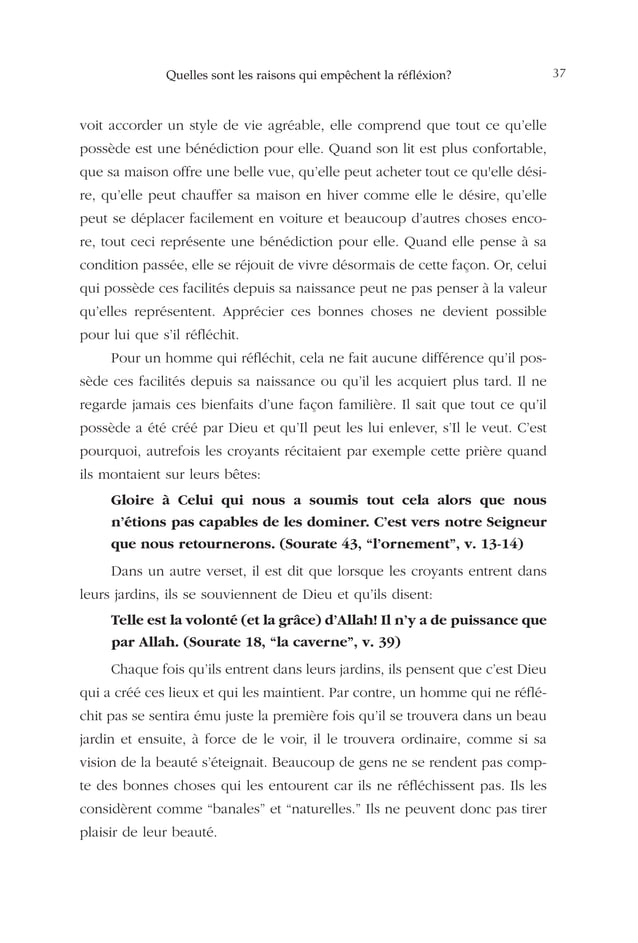 Quelles sont les raisons qui empêchent la réfléxion? 37
voit accorder un style de vie agréable, elle comprend que tout ce qu’elle
possède est une bénédiction pour elle. Quand son lit est plus confortable,
que sa maison offre une belle vue, qu’elle peut acheter tout ce qu'elle dési-
re, qu’elle peut chauffer sa maison en hiver comme elle le désire, qu’elle
peut se déplacer facilement en voiture et beaucoup d’autres choses enco-
re, tout ceci représente une bénédiction pour elle. Quand elle pense à sa
condition passée, elle se réjouit de vivre désormais de cette façon. Or, celui
qui possède ces facilités depuis sa naissance peut ne pas penser à la valeur
qu’elles représentent. Apprécier ces bonnes choses ne devient possible
pour lui que s’il réfléchit.
Pour un homme qui réfléchit, cela ne fait aucune différence qu’il pos-
sède ces facilités depuis sa naissance ou qu’il les acquiert plus tard. Il ne
regarde jamais ces bienfaits d’une façon familière. Il sait que tout ce qu’il
possède a été créé par Dieu et qu’Il peut les lui enlever, s’Il le veut. C’est
pourquoi, autrefois les croyants récitaient par exemple cette prière quand
ils montaient sur leurs bêtes:
Gloire à Celui qui nous a soumis tout cela alors que nous
n’étions pas capables de les dominer. C’est vers notre Seigneur
que nous retournerons. (Sourate 43, “l’ornement”, v. 13-14)
Dans un autre verset, il est dit que lorsque les croyants entrent dans
leurs jardins, ils se souviennent de Dieu et qu’ils disent:
Telle est la volonté (et la grâce) d’Allah! Il n’y a de puissance que
par Allah. (Sourate 18, “la caverne”, v. 39)
Chaque fois qu’ils entrent dans leurs jardins, ils pensent que c’est Dieu
qui a créé ces lieux et qui les maintient. Par contre, un homme qui ne réflé-
chit pas se sentira ému juste la première fois qu’il se trouvera dans un beau
jardin et ensuite, à force de le voir, il le trouvera ordinaire, comme si sa
vision de la beauté s’éteignait. Beaucoup de gens ne se rendent pas comp-
te des bonnes choses qui les entourent car ils ne réfléchissent pas. Ils les
considèrent comme “banales” et “naturelles.” Ils ne peuvent donc pas tirer
plaisir de leur beauté.